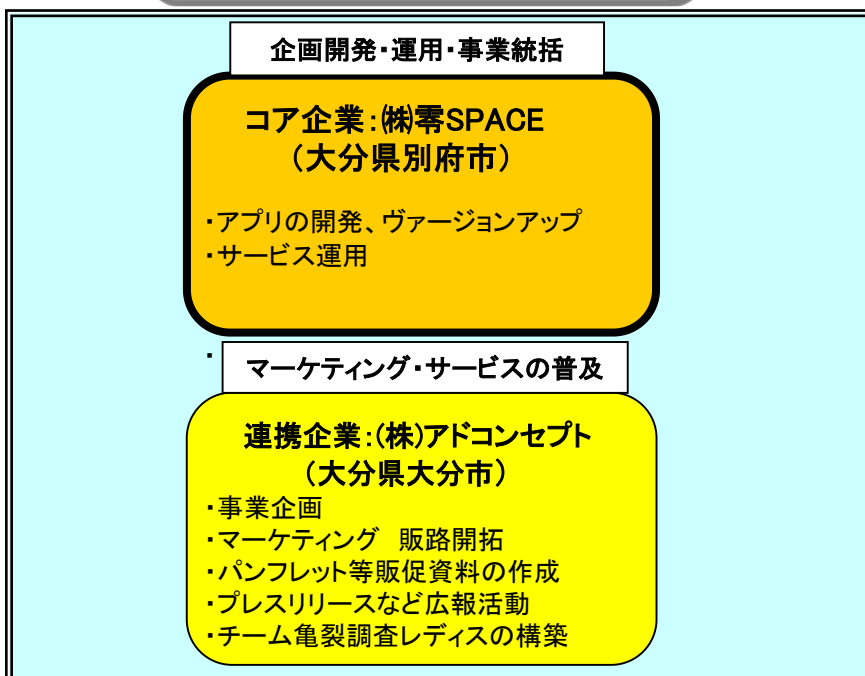 企画開発・運用・事業統括
コア企業：㈱零SPACE
（大分県別府市）
・アプリの開発、ヴァージョンアップ
・サービス運用
・
マーケティング・サービスの普及
連携企業：(株)アドコンセプト
（大分県大分市）
・事業企画
・マーケティング　販路開拓
・パンフレット等販促資料の作成
・プレスリリースなど広報活動
・チーム亀裂調査レディスの構築